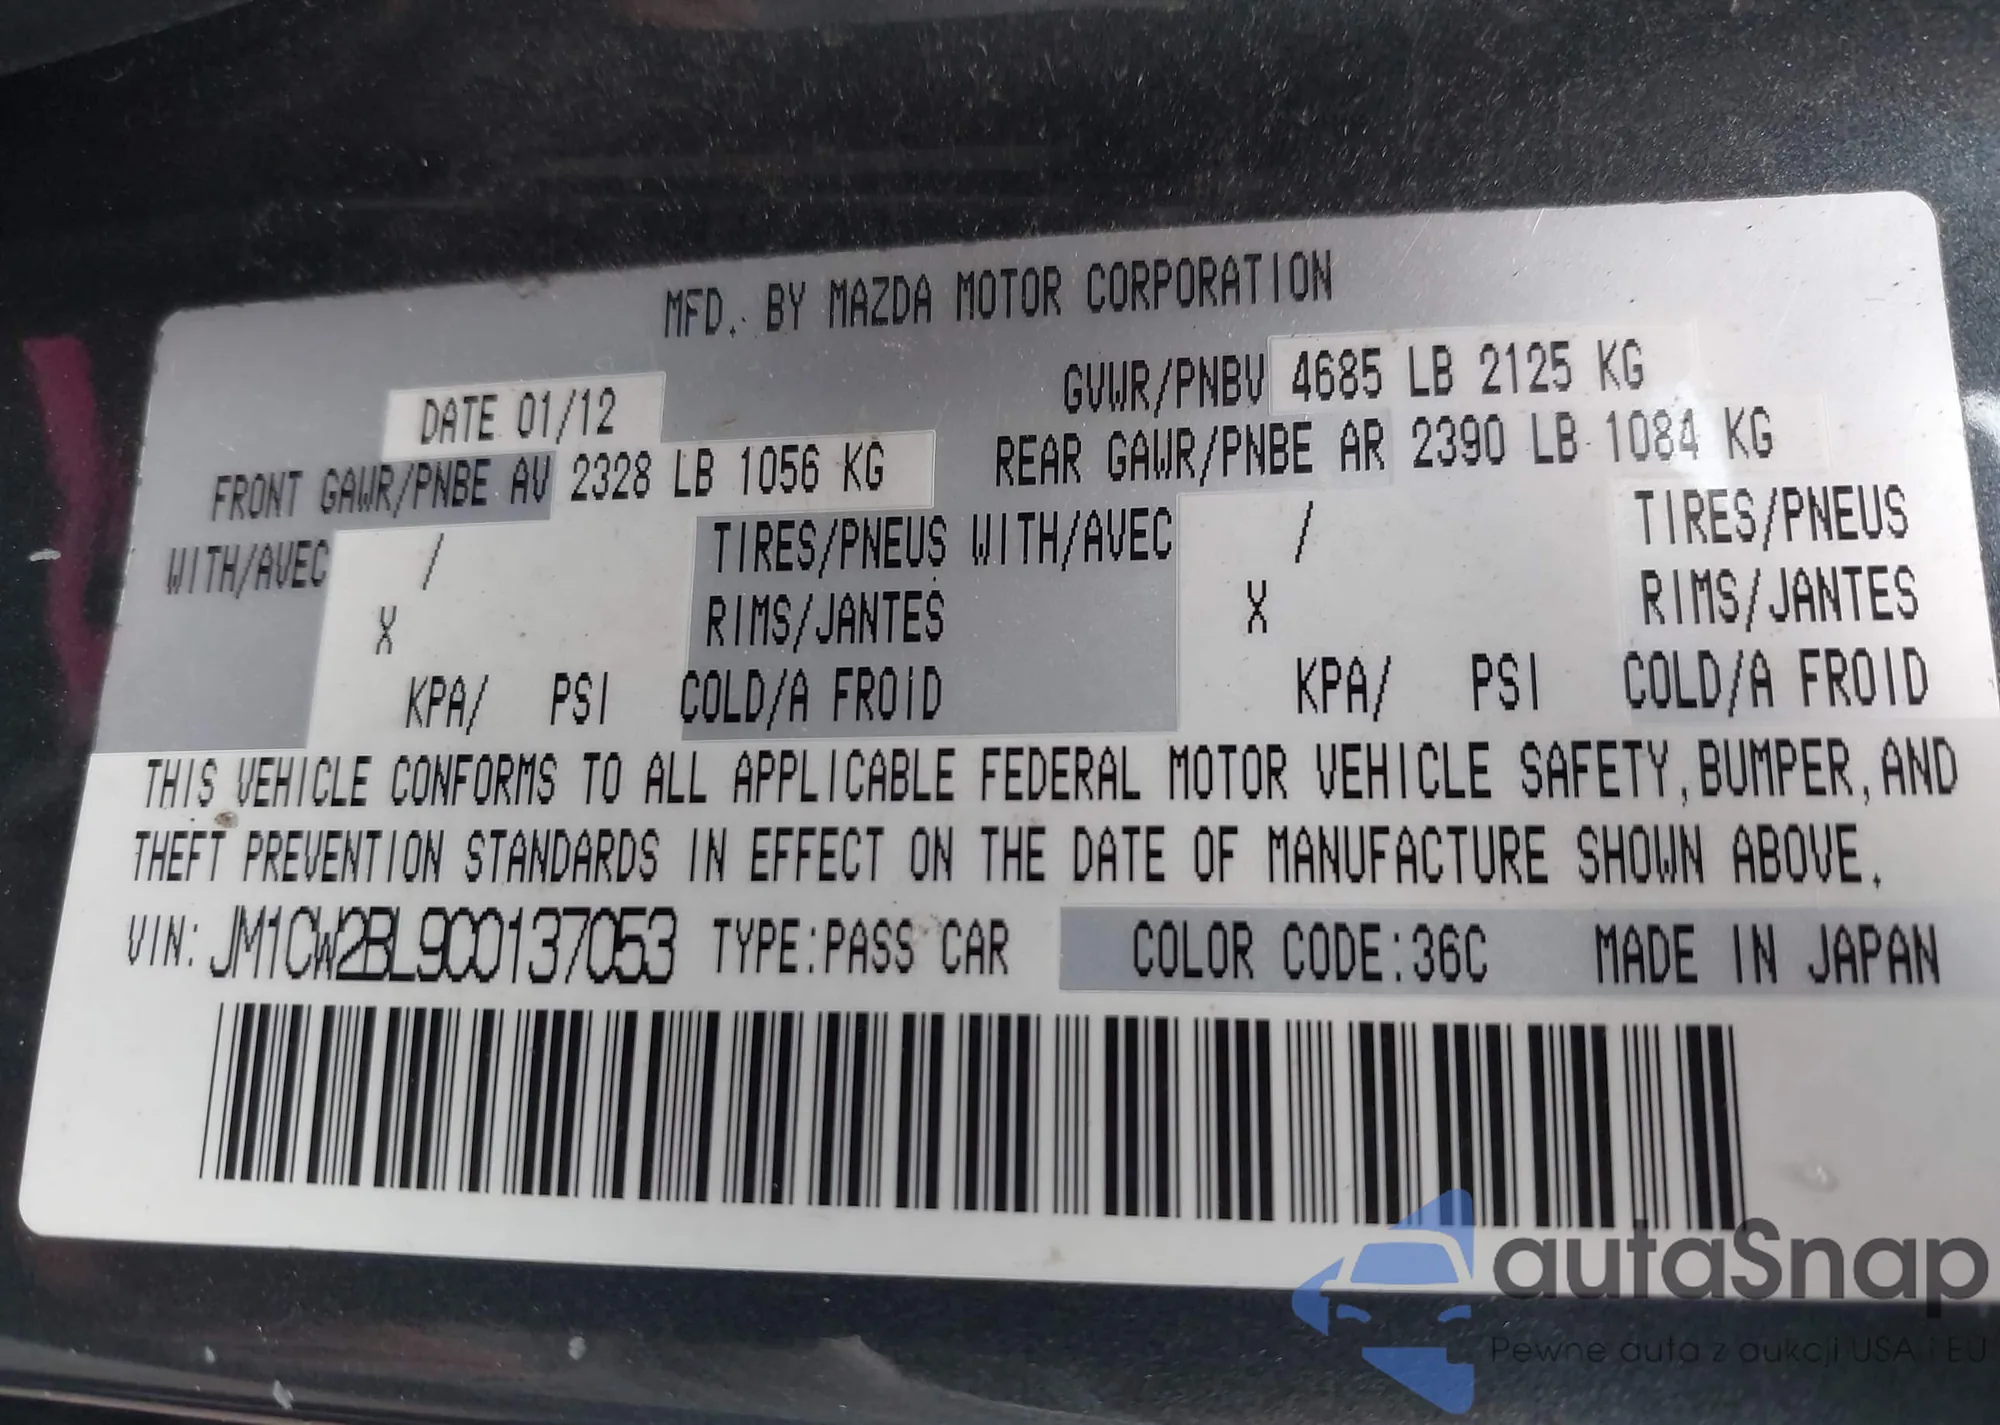 MFD. BY MAZDA MOTOR CORPORATION
DATE 01/12 GVWR/PNBV 4685 LB 2125 KG
FRONT GAWR/PNBE AV 2328 LB 1056 KG REAR GAWR/PNBE AR 2390 LB 1084 KG
WITH/AVEC / TIRES/PNEUS WITH/AVEC / TIRES/PNEUS
X RIMS/JANTES X RIMS/JANTES
KPA/ PSI COLD/A FROID KPA/ PSI COLD/A FROID
THIS VEHICLE CONFORMS TO ALL APPLICABLE FEDERAL MOTOR VEHICLE SAFETY, BUMPER, AND
THEFT PREVENTION STANDARDS IN EFFECT ON THE DATE OF MANUFACTURE SHOWN ABOVE.
VIN: JM1CW2BL9C0137053 TYPE:PASS CAR COLOR CODE:36C MADE IN JAPAN
autaSnap
Pewne auta z aukcji USA i EU